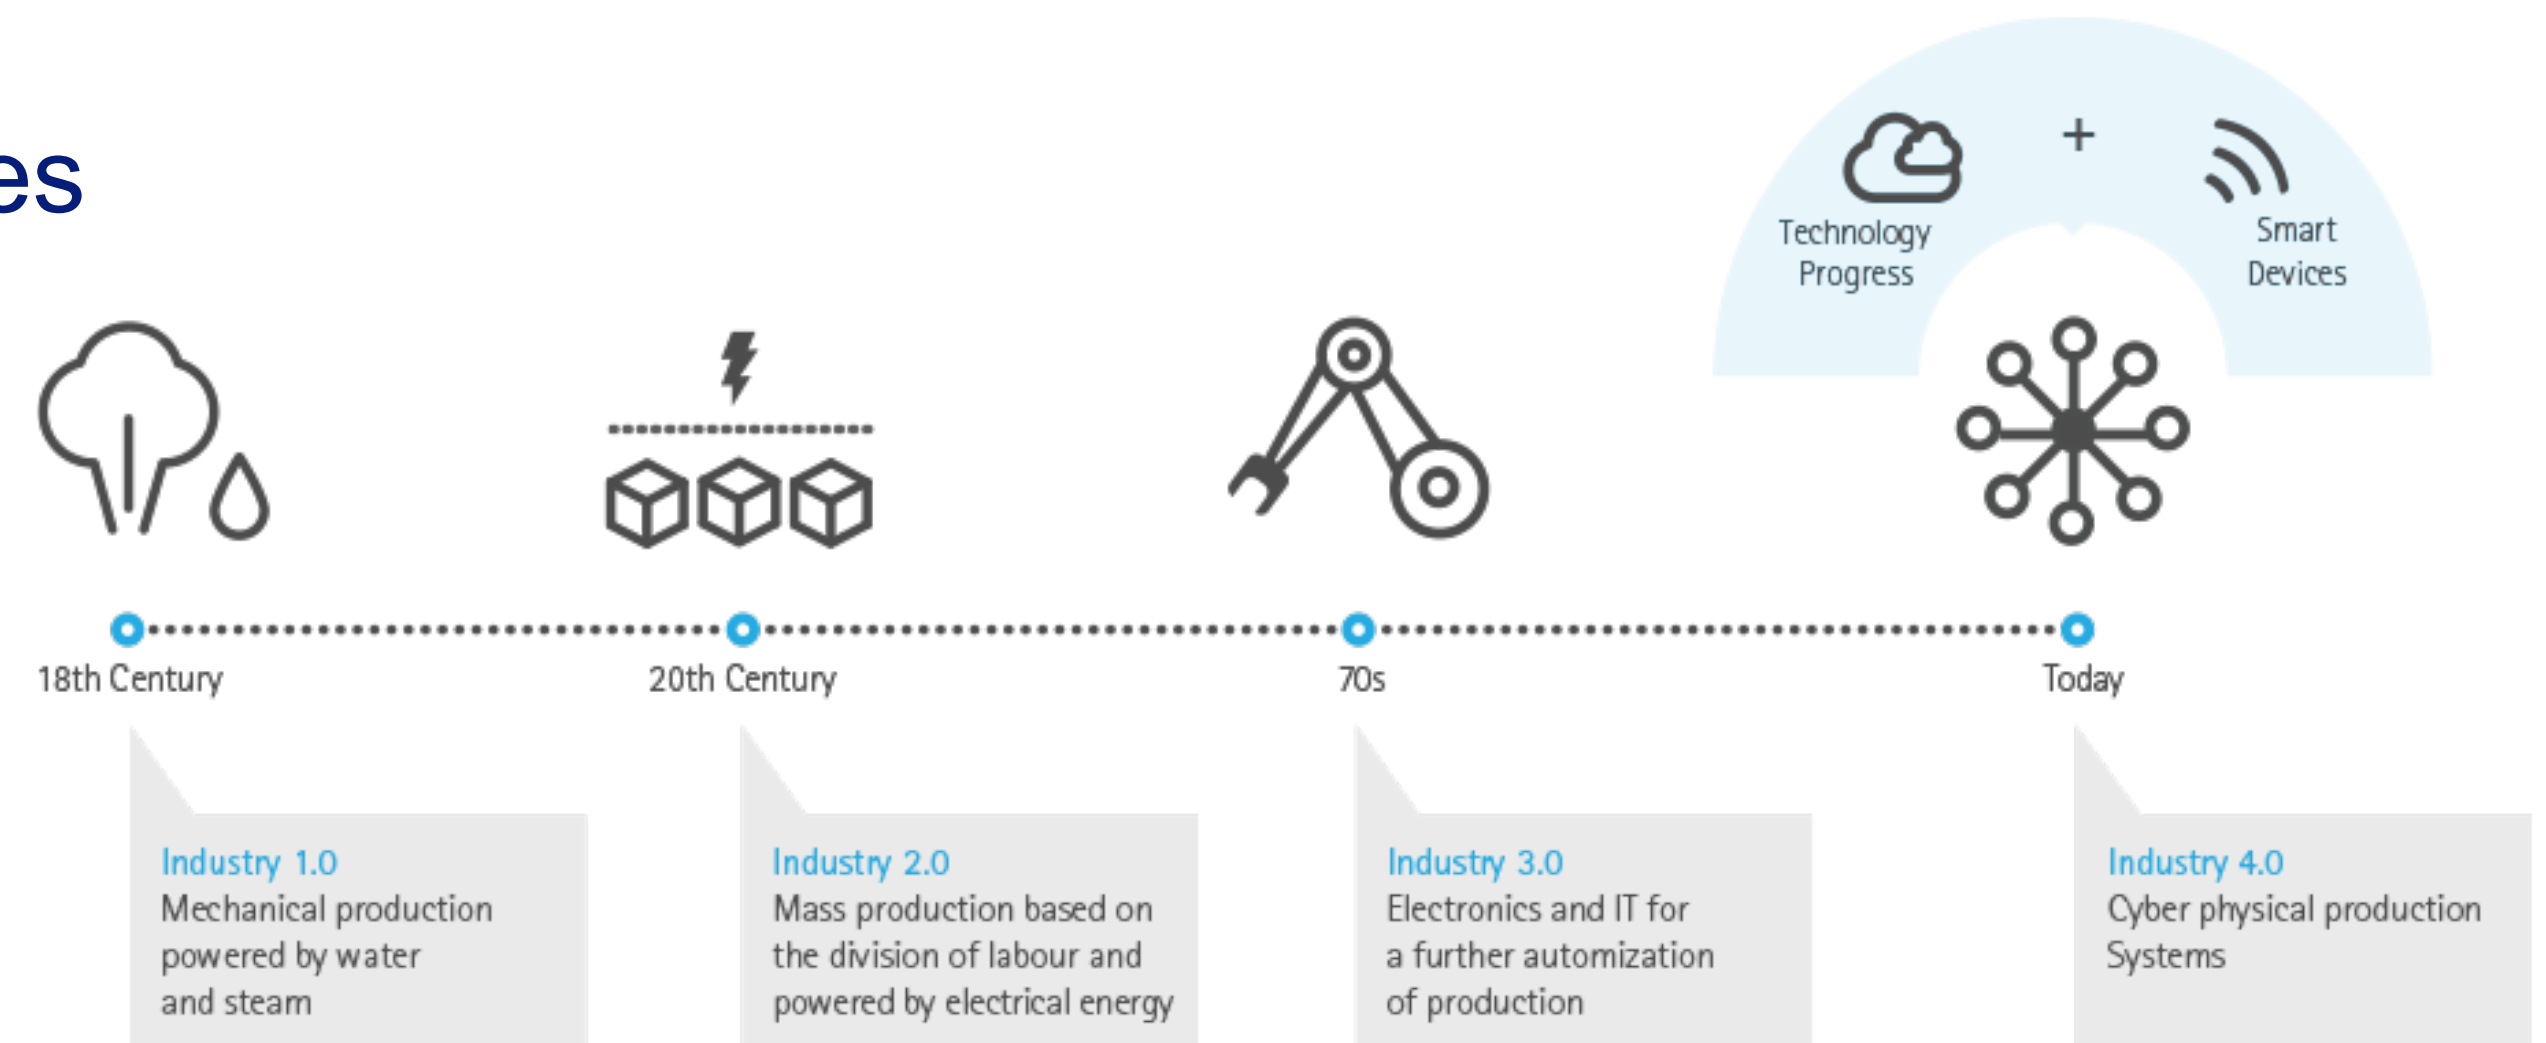 es
+
Technology
Progress
Smart
Devices
18th Century
20th Century
70s
Today
Industry 1.0
Mechanical production
powered by water
and steam
Industry 2.0
Mass production based on
the division of labour and
powered by electrical energy
Industry 3.0
Electronics and IT for
a further automization
of production
Industry 4.0
Cyber physical production
Systems